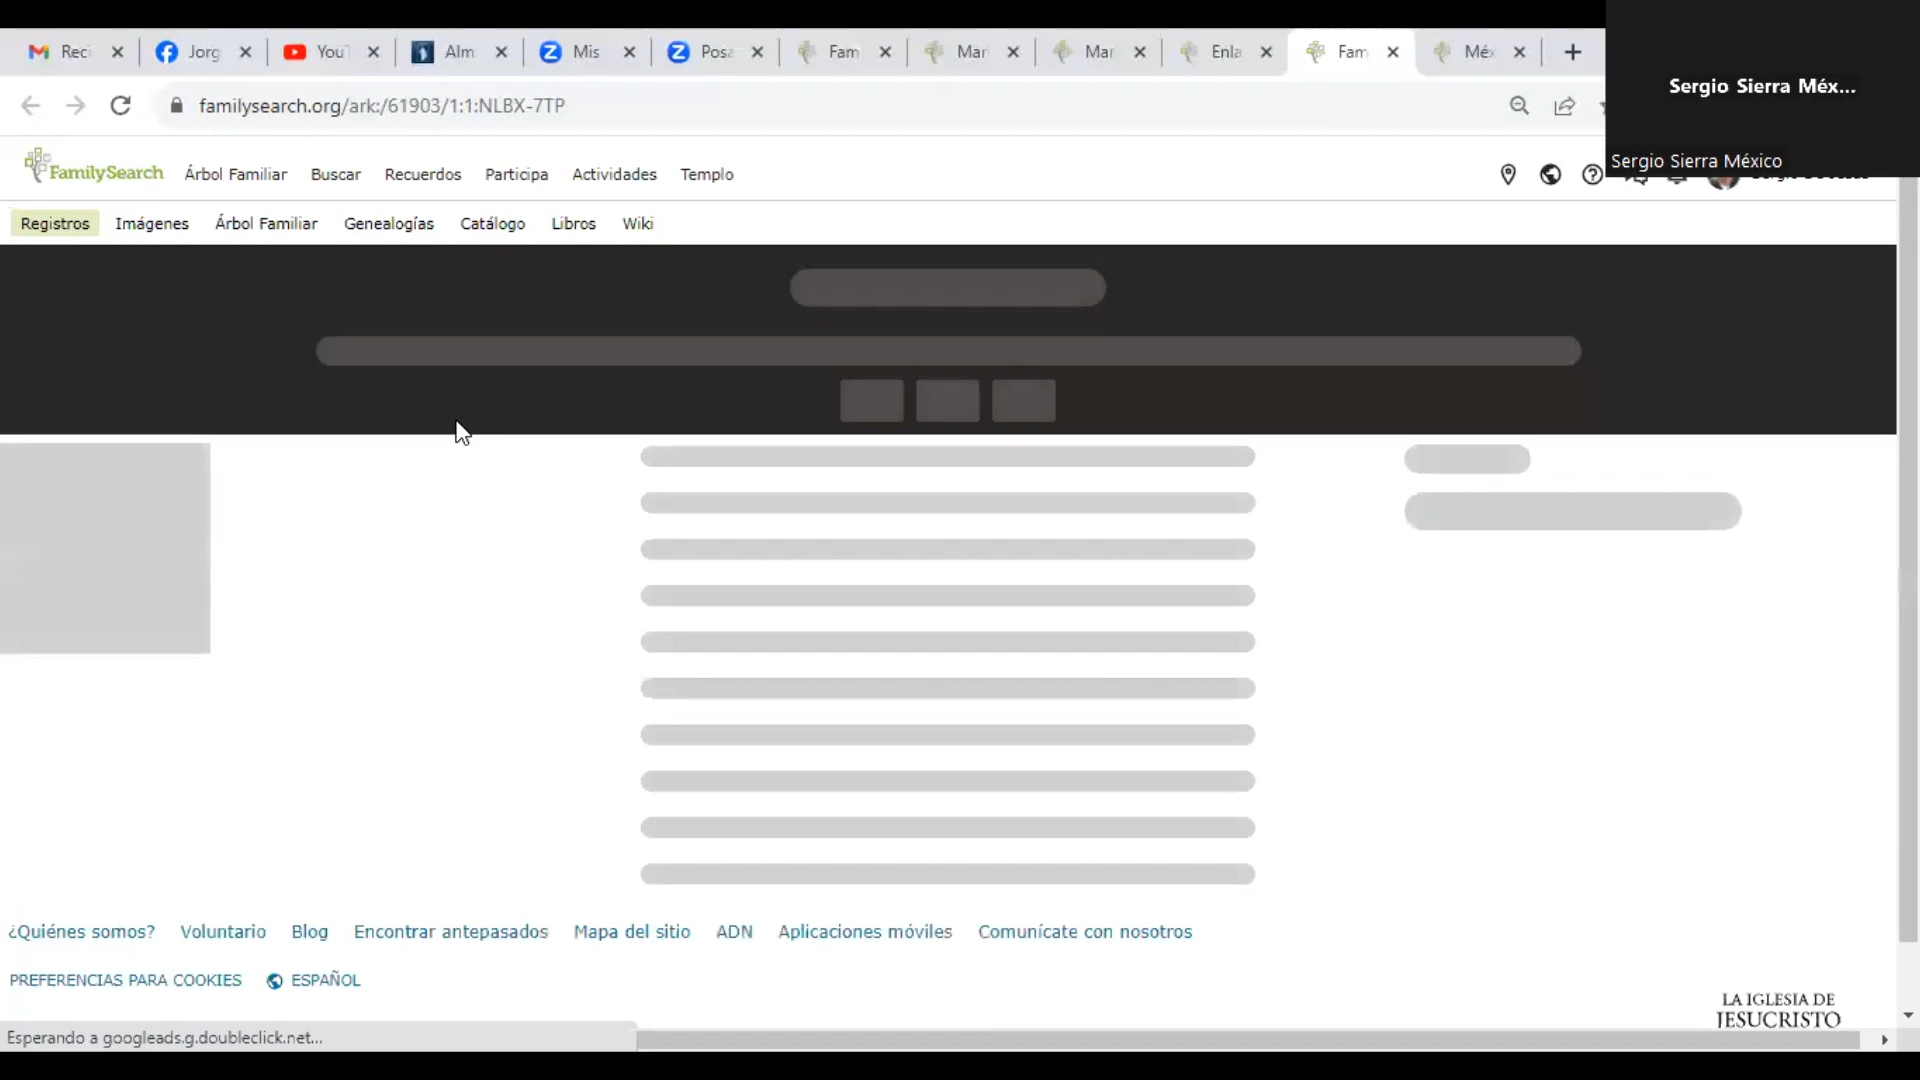 Reci
Jorg
YouT
Alm
Mis
Posa
Fam
Mar
Mar
Enla
Fam
Méx
Sergio Sierra Méx...
familysearch.org/ark:/61903/1:1:NLBX-7TP
Sergio Sierra México
FamilySearch Árbol Familiar Buscar Recuerdos Participa Actividades Templo
Registros Imágenes Árbol Familiar Genealogías Catálogo Libros Wiki
¿Quiénes somos? Voluntario Blog Encontrar antepasados Mapa del sitio ADN Aplicaciones móviles Comunícate con nosotros
PREFERENCIAS PARA COOKIES ESPAÑOL
LA IGLESIA DE
JESUCRISTO
Esperando a googleads.g.doubleclick.net...